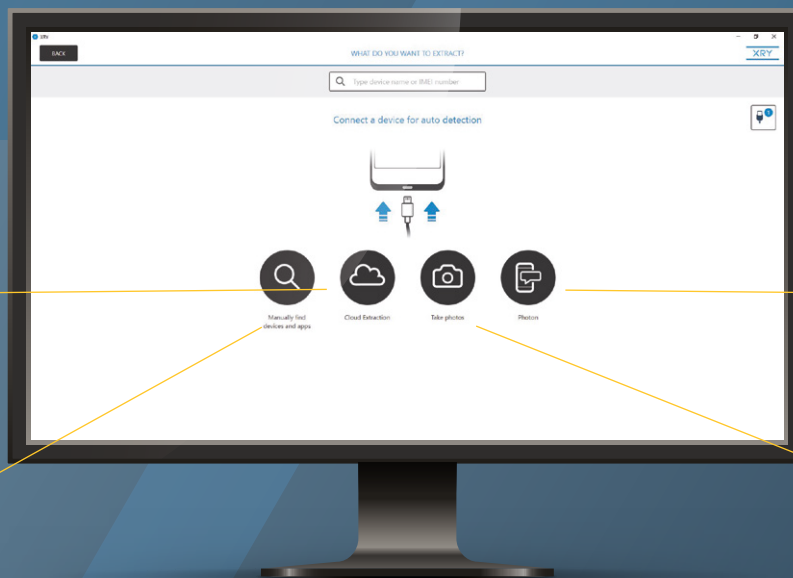 XRY
BACK
WHAT DO YOU WANT TO EXTRACT?
XRY
Type device name or IMEI number
Connect a device for auto detection
Manually find
devices and apps
Cloud Extraction
Take photos
Photon